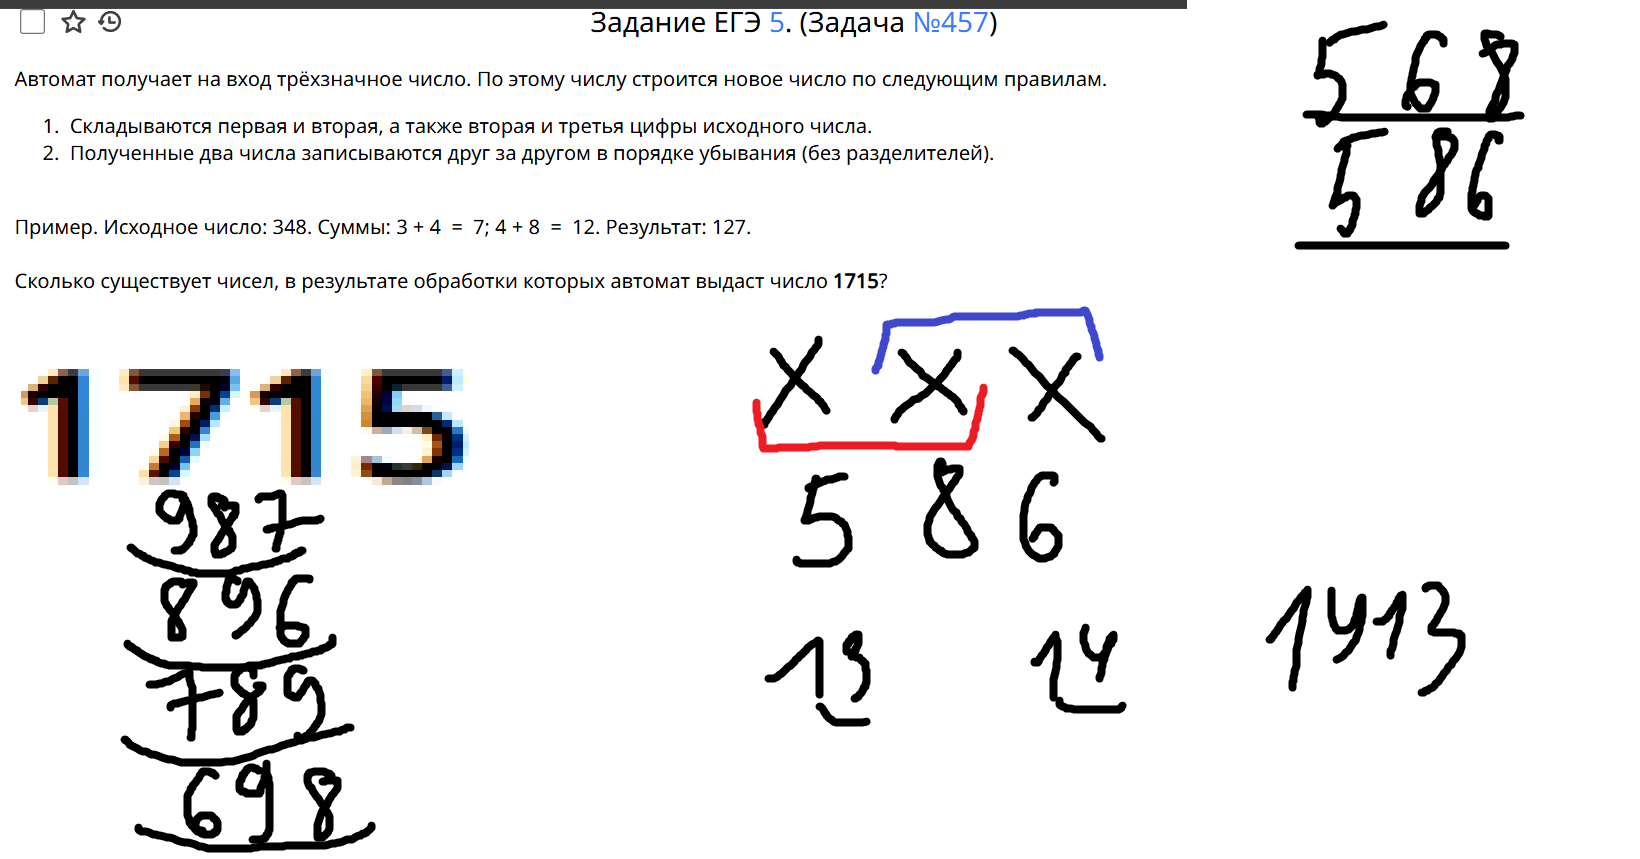 Задание ЕГЭ 5. (Задача №457)
Автомат получает на вход трёхзначное число. По этому числу строится новое число по следующим правилам.
1. Складываются первая и вторая, а также вторая и третья цифры исходного числа.
2. Полученные два числа записываются друг за другом в порядке убывания (без разделителей).
Пример. Исходное число: 348. Суммы: 3 + 4 = 7; 4 + 8 = 12. Результат: 127.
Сколько существует чисел, в результате обработки которых автомат выдаст число 1715?
1715
987
896
789
698
X X X
5 8 6
13 14
568
586
1413